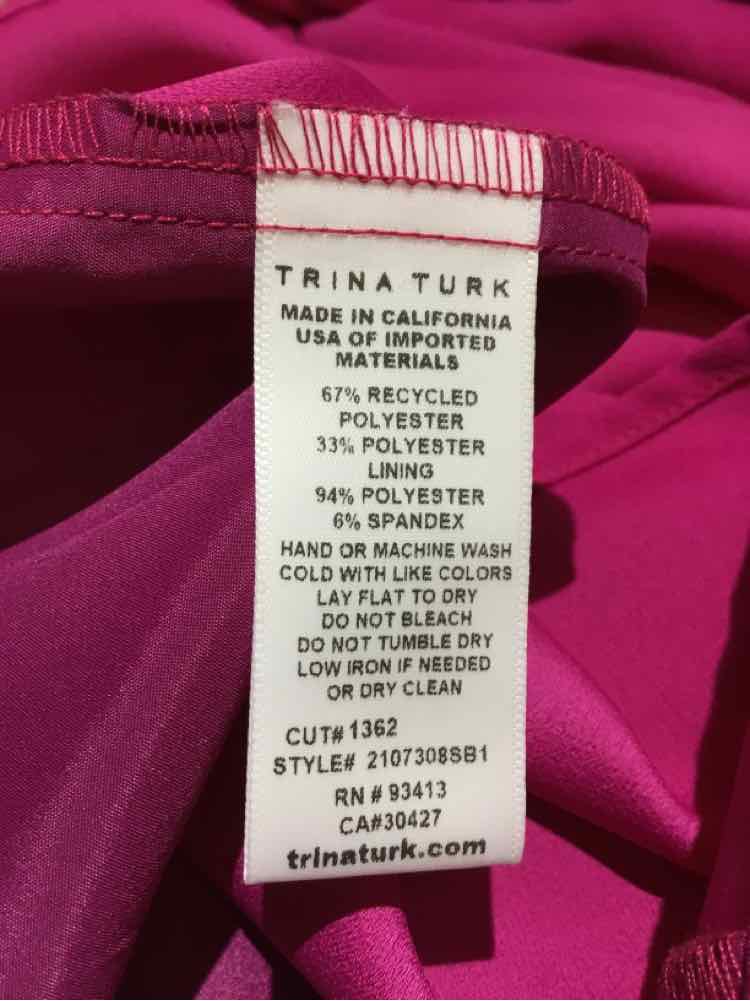 TRINA TURK
MADE IN CALIFORNIA
USA OF IMPORTED
MATERIALS
67% RECYCLED
POLYESTER
33% POLYESTER
LINING
94% POLYESTER
6% SPANDEX
HAND OR MACHINE WASH
COLD WITH LIKE COLORS
LAY FLAT TO DRY
DO NOT BLEACH
DO NOT TUMBLE DRY
LOW IRON IF NEEDED
OR DRY CLEAN
CUT# 1362
STYLE# 2107308SB1
RN # 93413
CA#30427
trinaturk.com